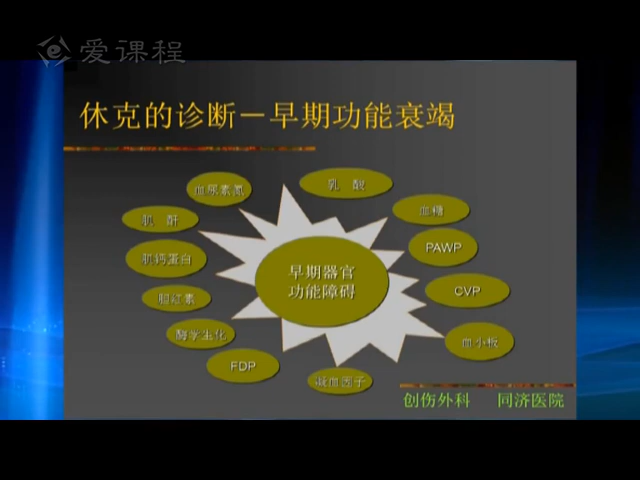 爱课程
休克的诊断－早期功能衰竭
血尿素氮
乳 酸
血糖
肌 酐
PAWP
肌钙蛋白
早期器官
功能障碍
CVP
胆红素
酶学生化
血小板
FDP
凝血因子
创伤外科 同济医院